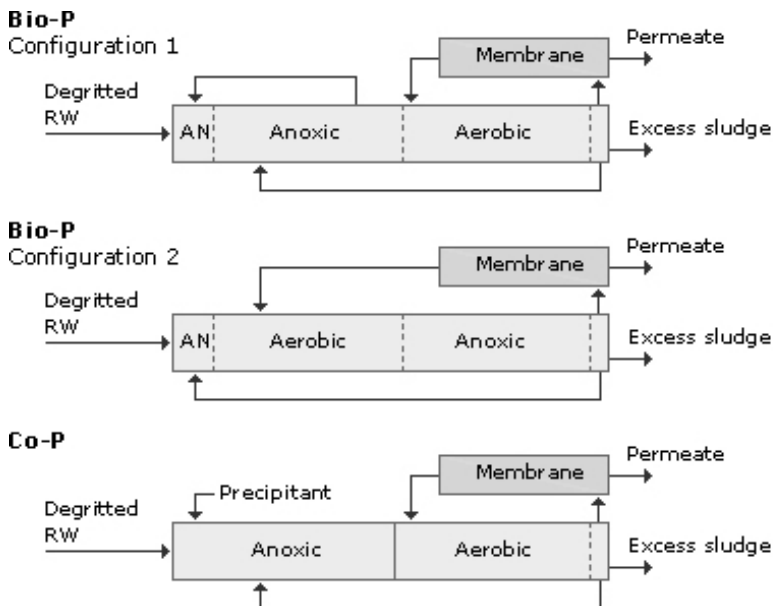 Bio-P
Configuration 1
Membrane
Permeate
Degritted
RW
AN
Anoxic
Aerobic
Excess sludge
Bio-P
Configuration 2
Membrane
Permeate
Degritted
RW
AN
Aerobic
Anoxic
Excess sludge
Co-P
Membrane
Permeate
Precipitant
Degritted
RW
Anoxic
Aerobic
Excess sludge